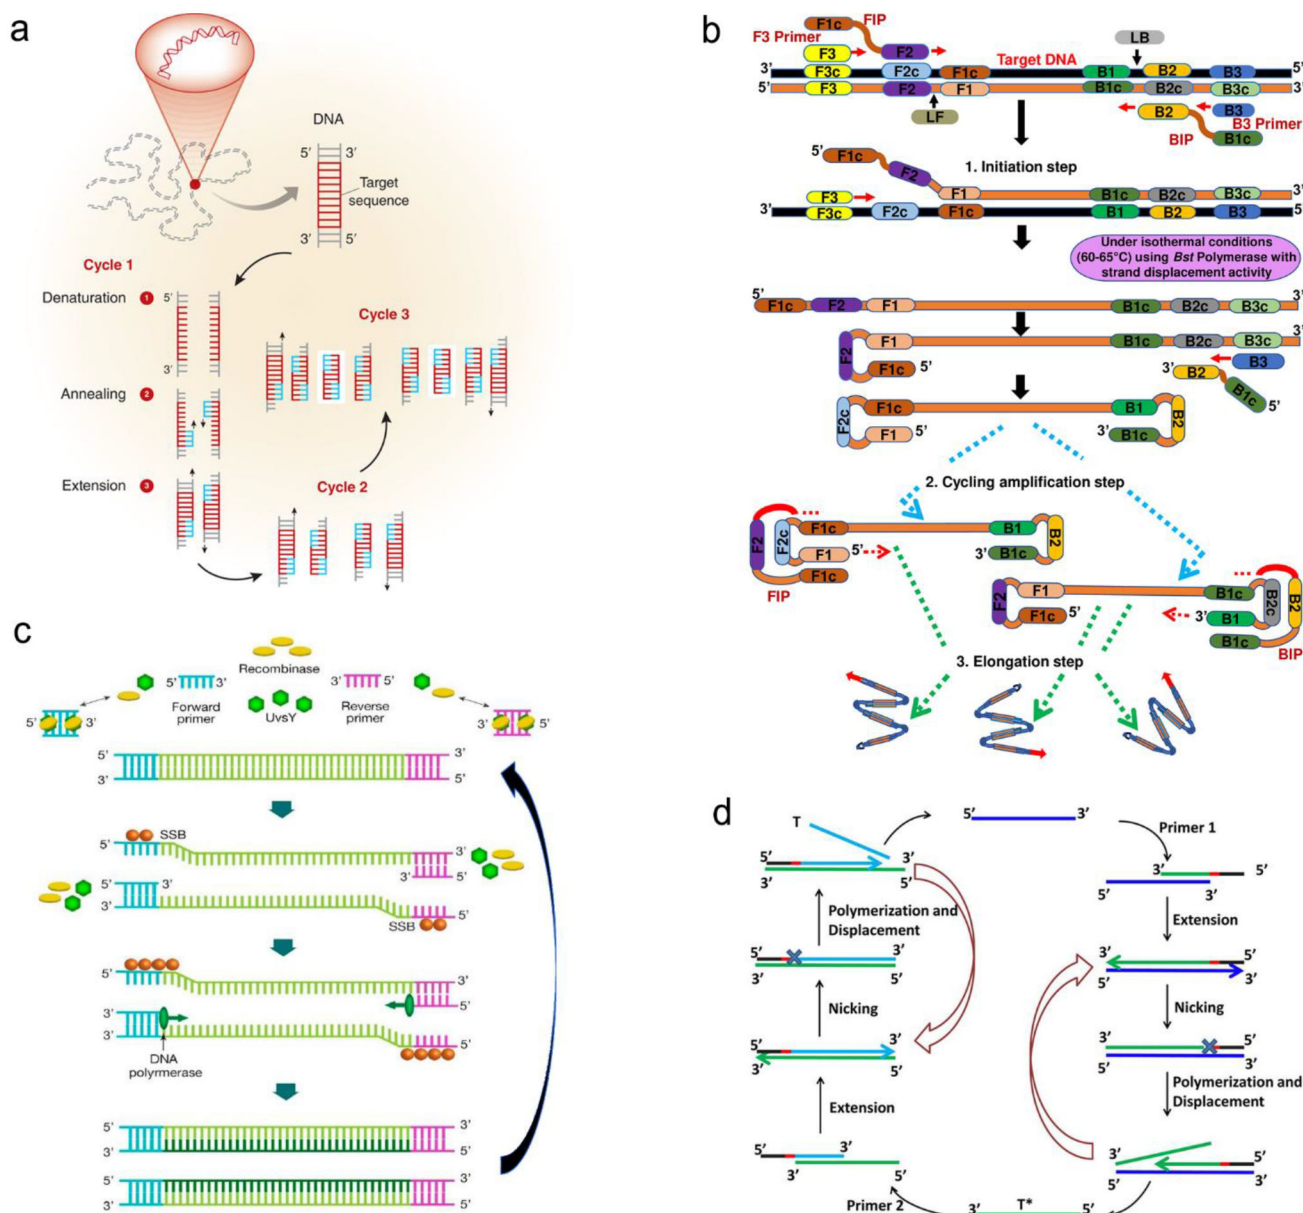 a
DNA
5' 3'
Target
sequence
3' 5'
Cycle 1
Denaturation 1
5'
3'
Annealing 2
Extension 3
Cycle 3
Cycle 2
b
F1c FIP
F3 Primer
F3 F2
LB
Target DNA
3' F3c F2c F1c B1 B2 B3 5'
5' F3 F2 F1 B1c B2c B3c 3'
LF
B2 B3
B3 Primer
BIP B1c
1. Initiation step
5' F1c
F2
F1 B1c B2c B3c 3'
F3
3' F3c F2c F1c B1 B2 B3 5'
Under isothermal conditions
(60-65°C) using Bst Polymerase with
strand displacement activity
5' 3'
F1c F2 F1 B1c B2c B3c
F2 F1 B1c B2c B3c 3'
F1c 5'
3' B2 B3
B1c 5'
F2c F1c B1 B2
F1 5' 3' B1c
2. Cycling amplification step
F2 F2c F1c B1 B2
F1 5' 3' B1c
F1c
FIP
F2 F1 B1c B2c B2
F1c 5' 3' B1
B1c
BIP
3. Elongation step
c
Recombinase
5' 3' 3' 5'
Forward
primer
UvsY
Reverse
primer
5' 3' 3' 5'
5' 3'
3' 5'
SSB
5' 3'
3' 5'
5' 3'
3' 5'
SSB
5' 3'
3' 5'
5' 3'
3' 5'
DNA
polyrmerase
5' 3'
3' 5'
5' 3'
3' 5'
d
T
5' 3'
Primer 1
5' 3'
3' 5'
3' 5'
5' 3'
Extension
Polymerization and
Displacement
5' 3'
3' 5'
3' 5'
5' 3'
Nicking
Nicking
5' 3'
3' 5'
3' 5'
5' 3'
Extension
Polymerization and
Displacement
5' 3'
3' 5'
3' 5'
5' 3'
Primer 2
3' T* 5'